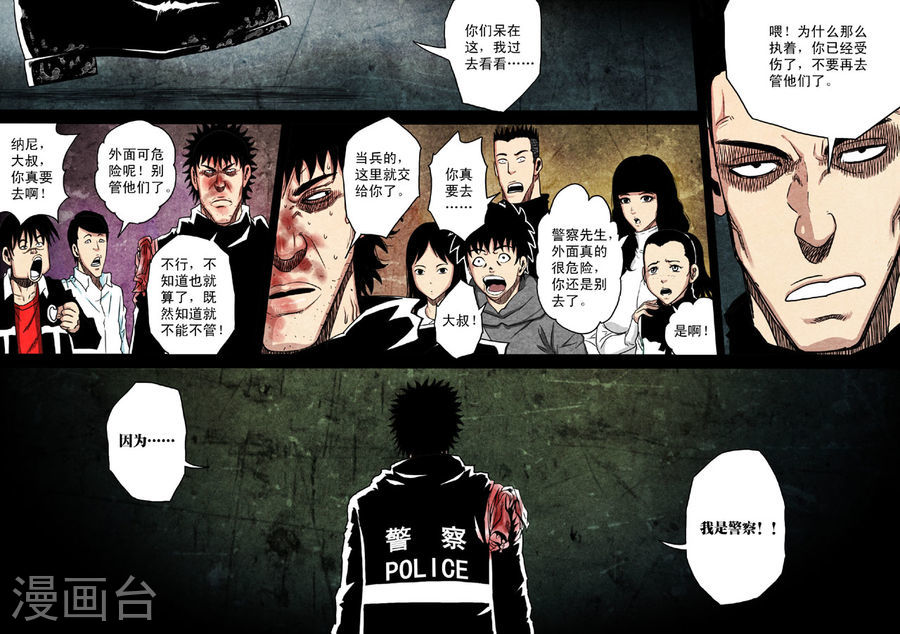 你们呆在
这，我过
去看看……
喂！为什么那么
执着，你已经受
伤了，不要再去
管他们了。
纳尼，
大叔，
你真要
去啊！
外面可危
险呢！别
管他们了。
不行，不
知道也就
算了，既
然知道就
不能不管！
当兵的，
这里就交
给你了。
你真
要去
……
大叔！
警察先生，
外面真的
很危险，
你还是别
去了。
是啊！
因为……
我是警察！！
警察
POLICE
漫画台